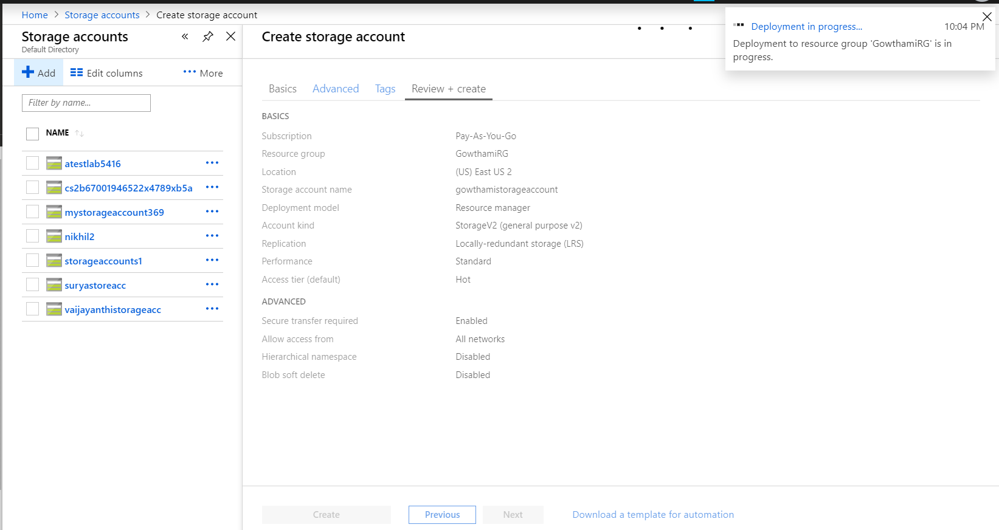 Home > Storage accounts > Create storage account
Storage accounts
Default Directory
Add
Edit columns
More
Filter by name...
NAME
atestlab5416
cs2b67001946522x4789xb5a
mystorageaccount369
nikhil2
storageaccounts1
suryastoreacc
vaijayanthistorageacc
Create storage account
Basics Advanced Tags Review + create
BASICS
Subscription Pay-As-You-Go
Resource group GowthamiRG
Location (US) East US 2
Storage account name gowthamistorageaccount
Deployment model Resource manager
Account kind StorageV2 (general purpose v2)
Replication Locally-redundant storage (LRS)
Performance Standard
Access tier (default) Hot
ADVANCED
Secure transfer required Enabled
Allow access from All networks
Hierarchical namespace Disabled
Blob soft delete Disabled
Create Previous Next Download a template for automation
Deployment in progress... 10:04 PM
Deployment to resource group 'GowthamiRG' is in
progress.